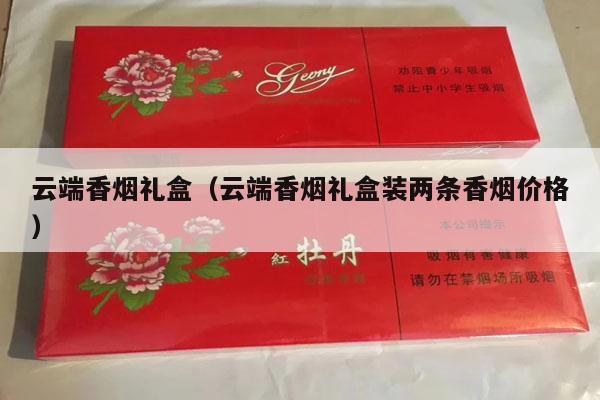 Geony
劝阻青少年吸烟
禁止中小学生吸烟
云端香烟礼盒（云端香烟礼盒装两条香烟价格
）
本公司提示
紅 牡丹
吸烟有害健康
请勿在禁烟场所吸烟